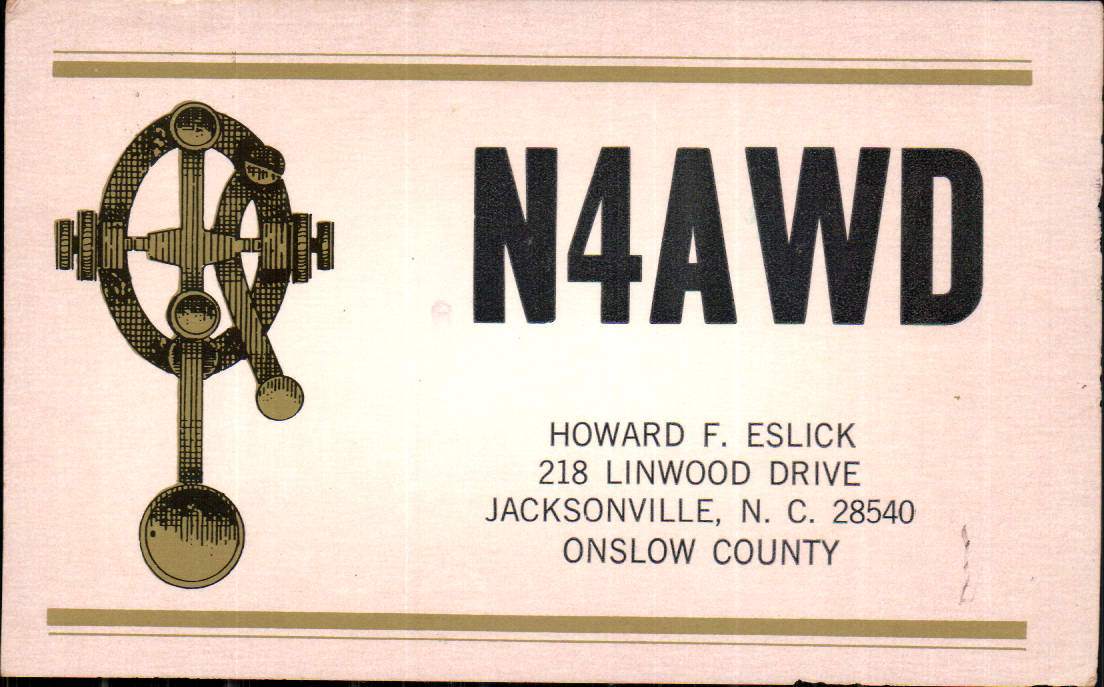 N4AWD
HOWARD F. ESLICK
218 LINWOOD DRIVE
JACKSONVILLE, N. C. 28540
ONSLOW COUNTY